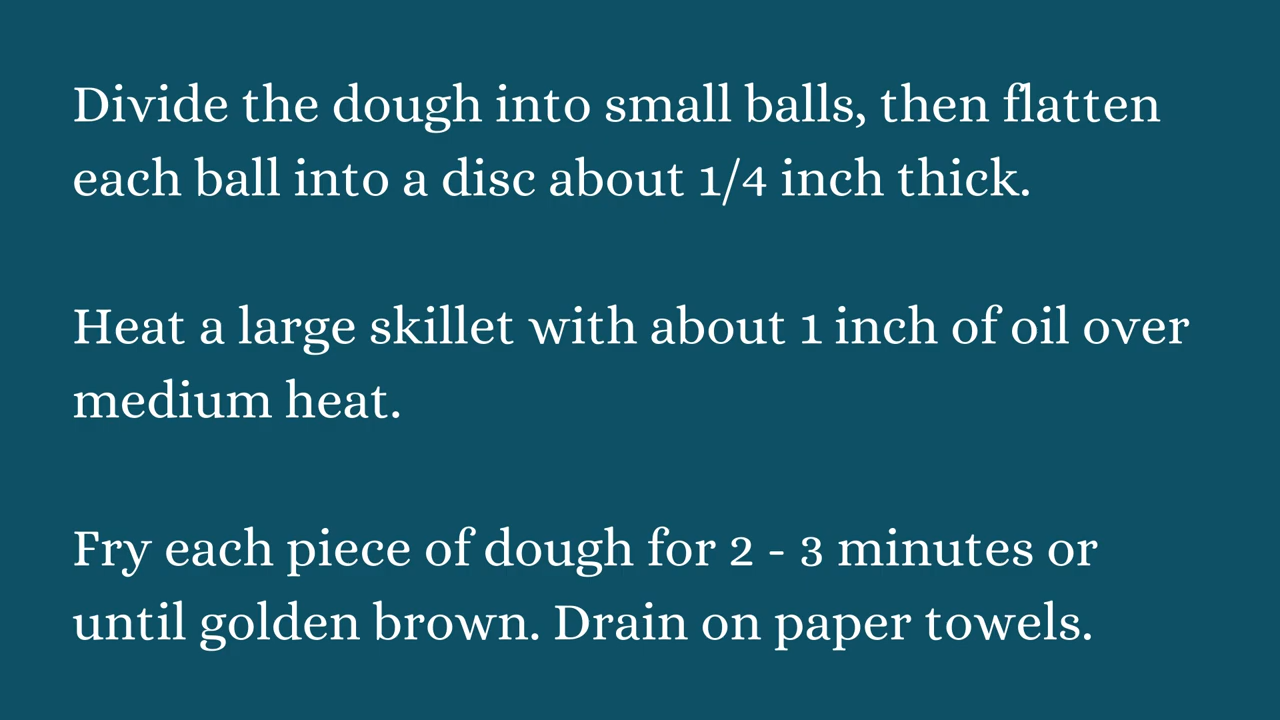 Divide the dough into small balls, then flatten
each ball into a disc about 1/4 inch thick.
Heat a large skillet with about 1 inch of oil over
medium heat.
Fry each piece of dough for 2 - 3 minutes or
until golden brown. Drain on paper towels.